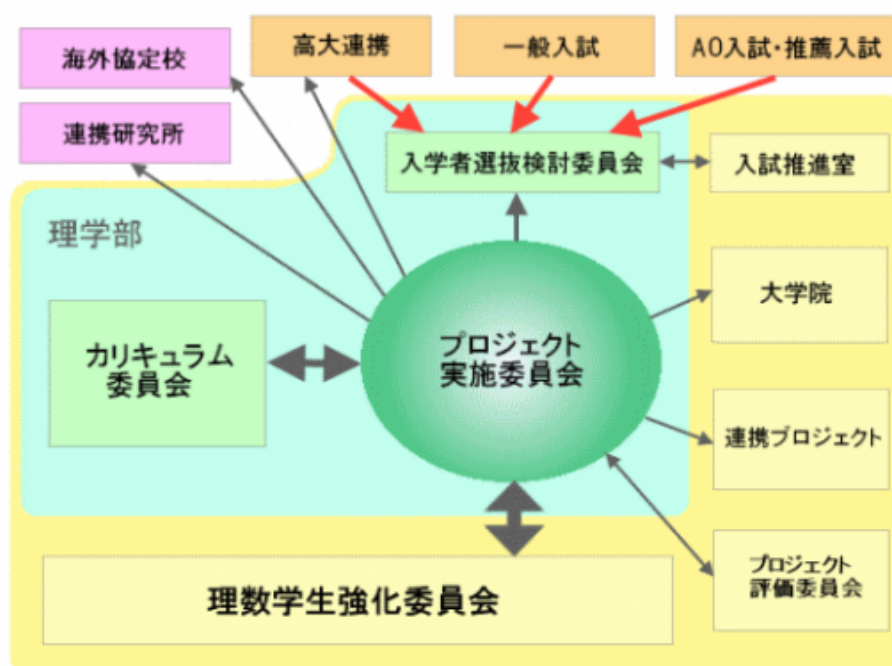 高大連携
一般入試
AO入試・推薦入試
海外協定校
連携研究所
入学者選抜検討委員会
入試推進室
理学部
大学院
カリキュラム
委員会
プロジェクト
実施委員会
連携プロジェクト
プロジェクト
評価委員会
理数学生強化委員会